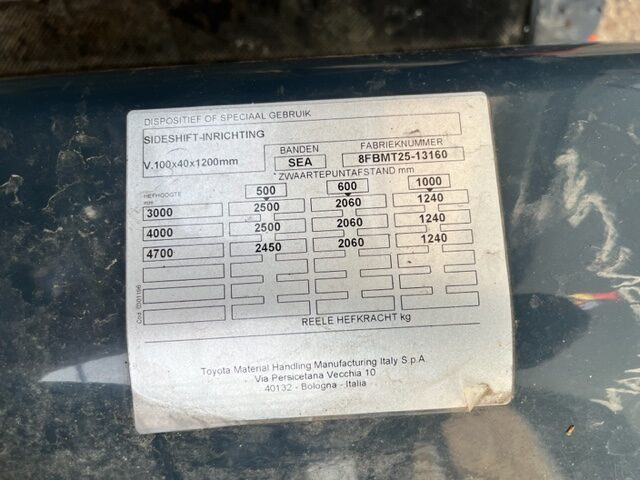 DISPOSITIEF OF SPECIAAL GEBRUIK
SIDESHIFT-INRICHTING
V.100x40x1200mm
BANDEN
SEA
FABRIEKNUMMER
8FBMT25-13160
*ZWAARTEPUNTAFSTAND mm
HEFHOOGTE mm
500 600 1000
3000 2500 2060 1240
4000 2500 2060 1240
4700 2450 2060 1240
REELE HEFKRACHT kg
Toyota Material Handling Manufacturing Italy S.p.A.
Via Persicetana Vecchia 10
40132 - Bologna - Italia